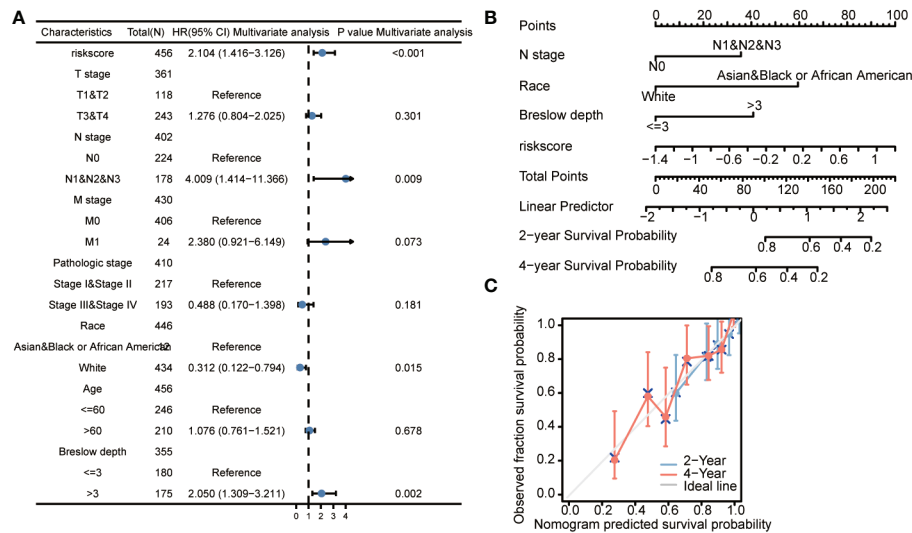 A
Characteristics Total(N) HR(95% CI) Multivariate analysis P value Multivariate analysis
riskscore 456 2.104 (1.416−3.126) <0.001
T stage 361
T1&T2 118 Reference
T3&T4 243 1.276 (0.804−2.025) 0.301
N stage 402
N0 224 Reference
N1&N2&N3 178 4.009 (1.414−11.366) 0.009
M stage 430
M0 406 Reference
M1 24 2.380 (0.921−6.149) 0.073
Pathologic stage 410
Stage I&Stage II 217 Reference
Stage III&Stage IV 193 0.488 (0.170−1.398) 0.181
Race 446
Asian&Black or African American Reference
White 434 0.312 (0.122−0.794) 0.015
Age 456
<=60 246 Reference
>60 210 1.076 (0.761−1.521) 0.678
Breslow depth 355
<=3 180 Reference
>3 175 2.050 (1.309−3.211) 0.002
0 1 2 3 4
B
Points 0 20 40 60 80 100
N1&N2&N3
N stage
N0
Asian&Black or African American
Race
White
>3
Breslow depth
<=3
riskscore
−1.4 −1 −0.6 −0.2 0.2 0.6 1
Total Points
0 40 80 120 160 200
Linear Predictor
−2 −1 0 1 2
2−year Survival Probability
0.8 0.6 0.4 0.2
4−year Survival Probability
0.8 0.6 0.4 0.2
C
Observed fraction survival probability
1.0
0.8
0.6
0.4
0.2
0.0
2−Year
4−Year
Ideal line
0.0 0.2 0.4 0.6 0.8 1.0
Nomogram predicted survival probability